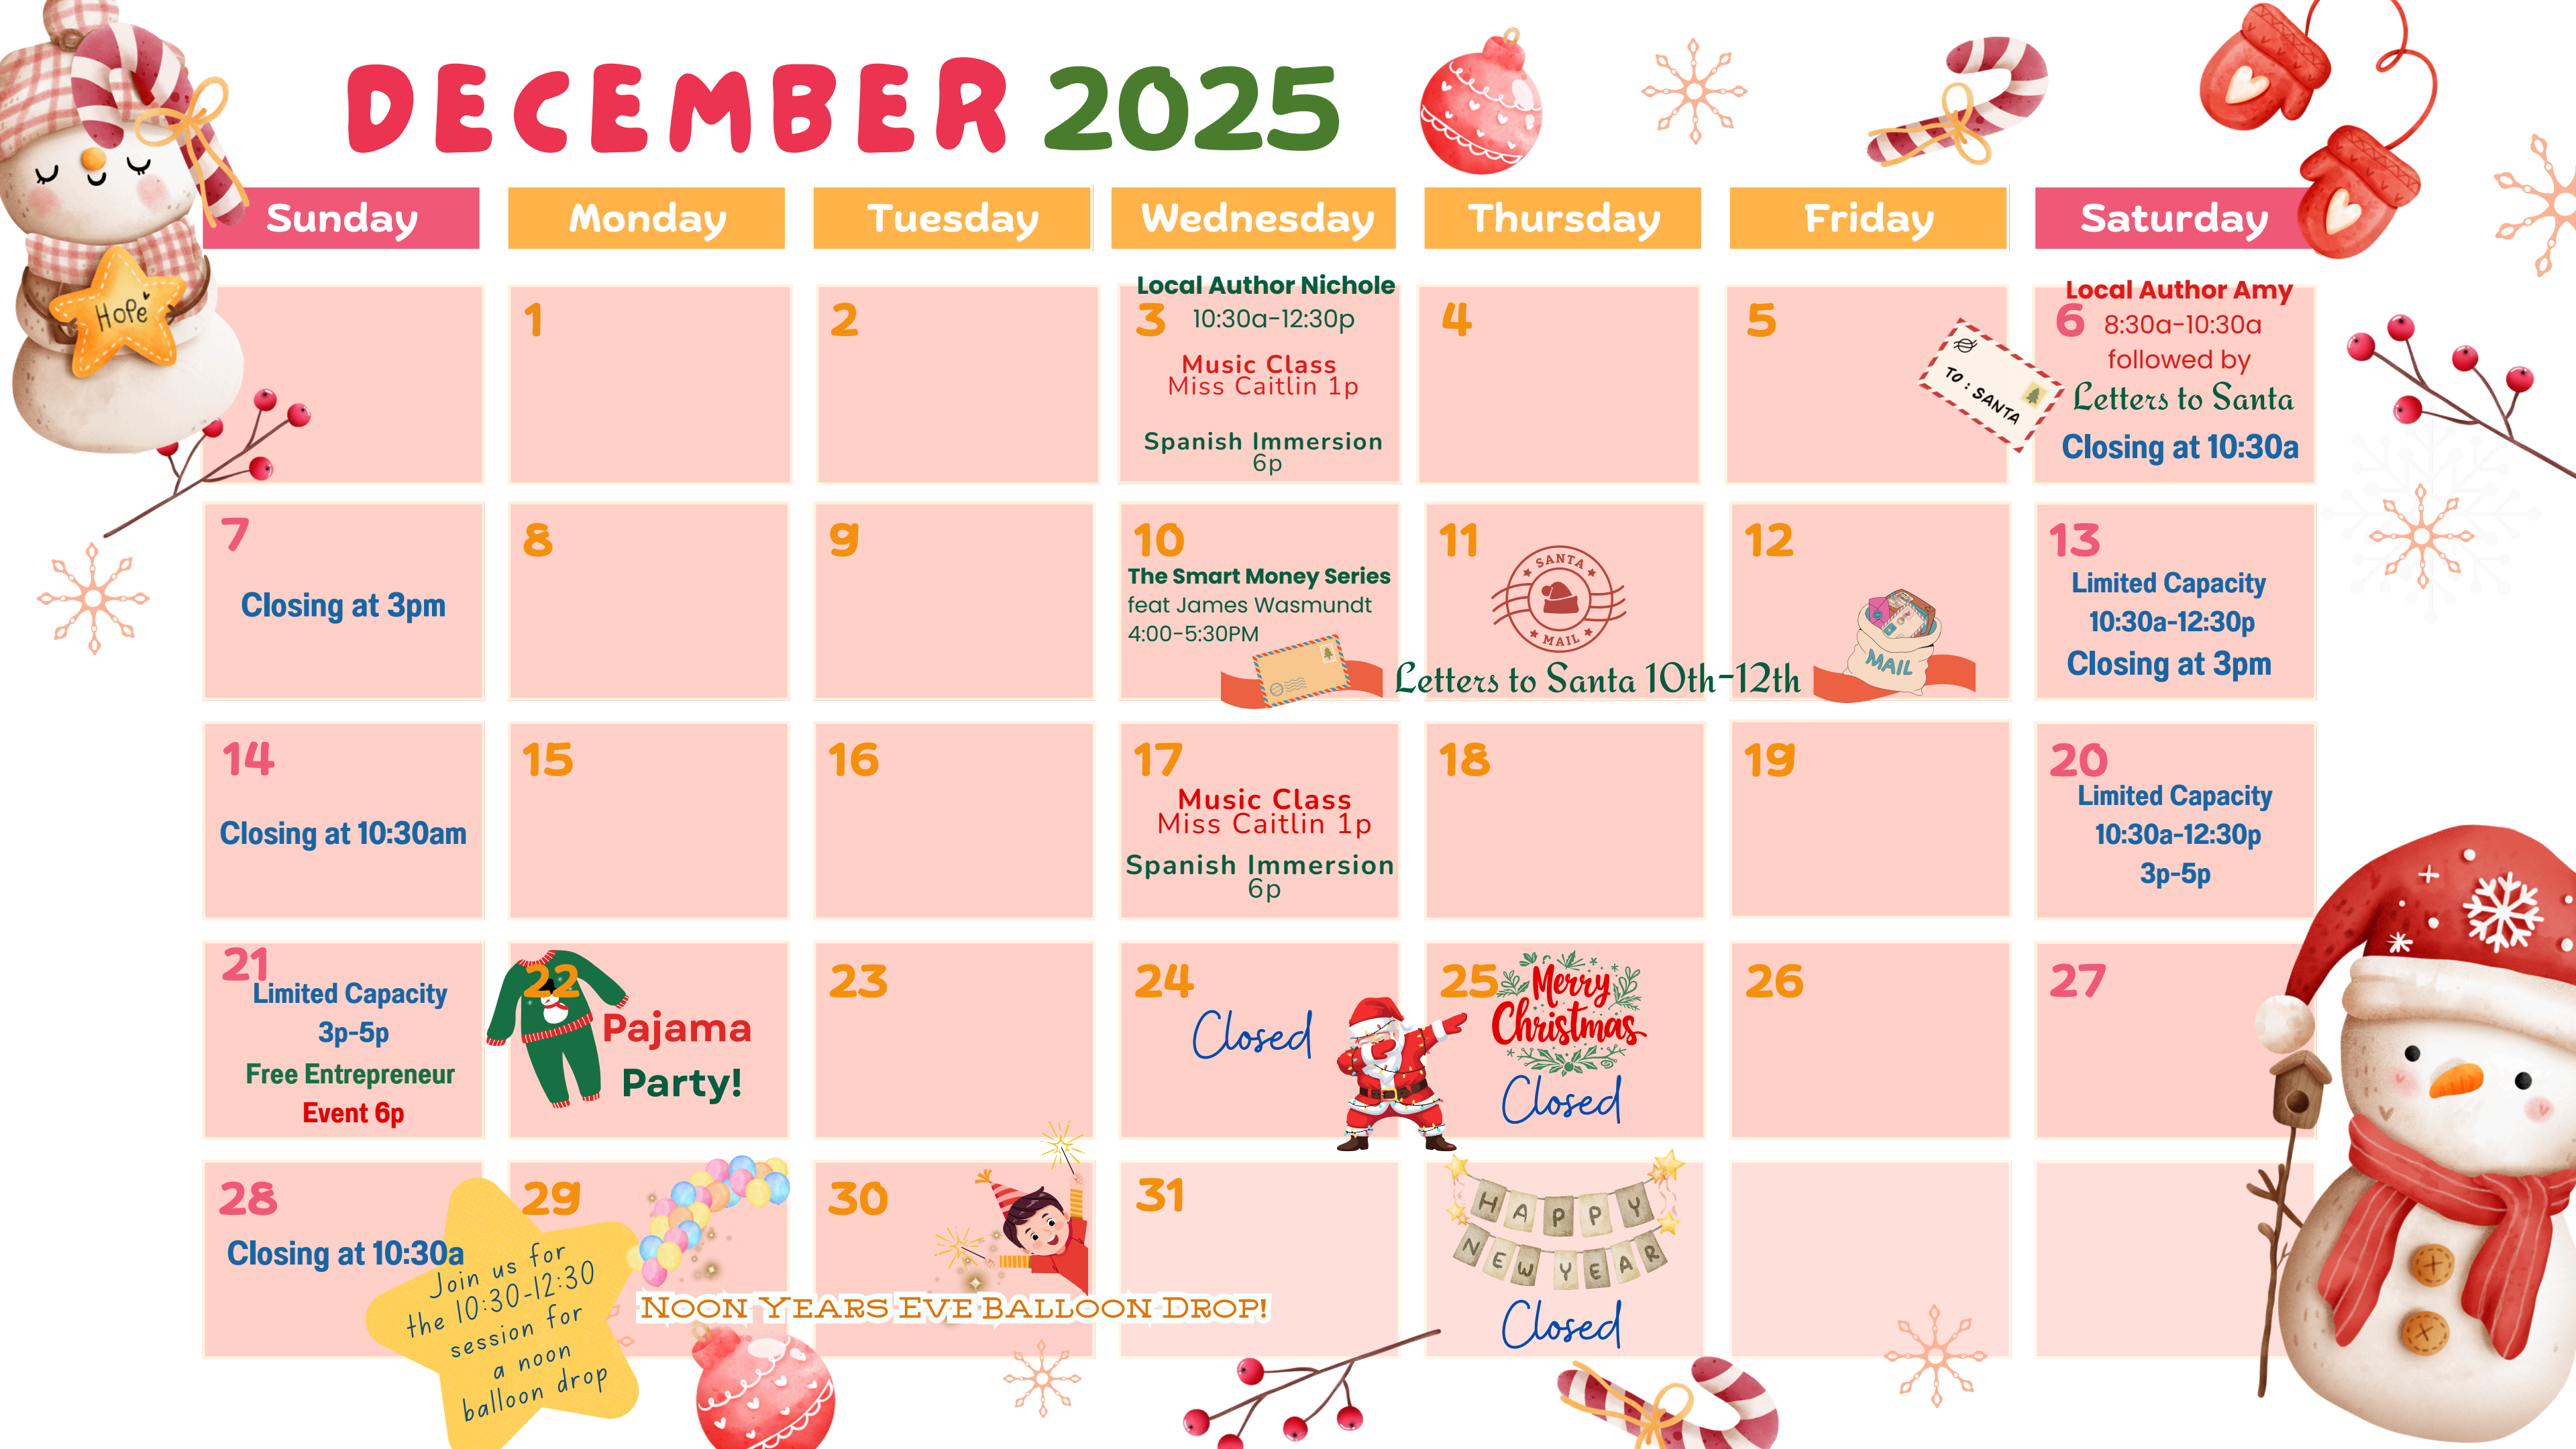 DECEMBER 2025
Sunday
Monday
Tuesday
Wednesday
Thursday
Friday
Saturday
Hope
1
2
3
Local Author Nichole
10:30a-12:30p
Music Class
Miss Caitlin 1p
Spanish Immersion
6p
4
5
TO : SANTA
6
Local Author Amy
8:30a-10:30a
followed by
Letters to Santa
Closing at 10:30a
7
Closing at 3pm
8
9
10
The Smart Money Series
feat James Wasmundt
4:00-5:30PM
11
SANTA
MAIL
Letters to Santa 10th-12th
12
MAIL
13
Limited Capacity
10:30a-12:30p
Closing at 3pm
14
Closing at 10:30am
15
16
17
Music Class
Miss Caitlin 1p
Spanish Immersion
6p
18
19
20
Limited Capacity
10:30a-12:30p
3p-5p
21
Limited Capacity
3p-5p
Free Entrepreneur
Event 6p
22
Pajama
Party!
23
24
Closed
25
Merry
Christmas
Closed
26
27
28
Closing at 10:30a
Join us for
the 10:30-12:30
session for
a noon
balloon drop
29
30
NOON YEARS EVE BALLOON DROP!
31
HAPPY
NEW YEAR
Closed